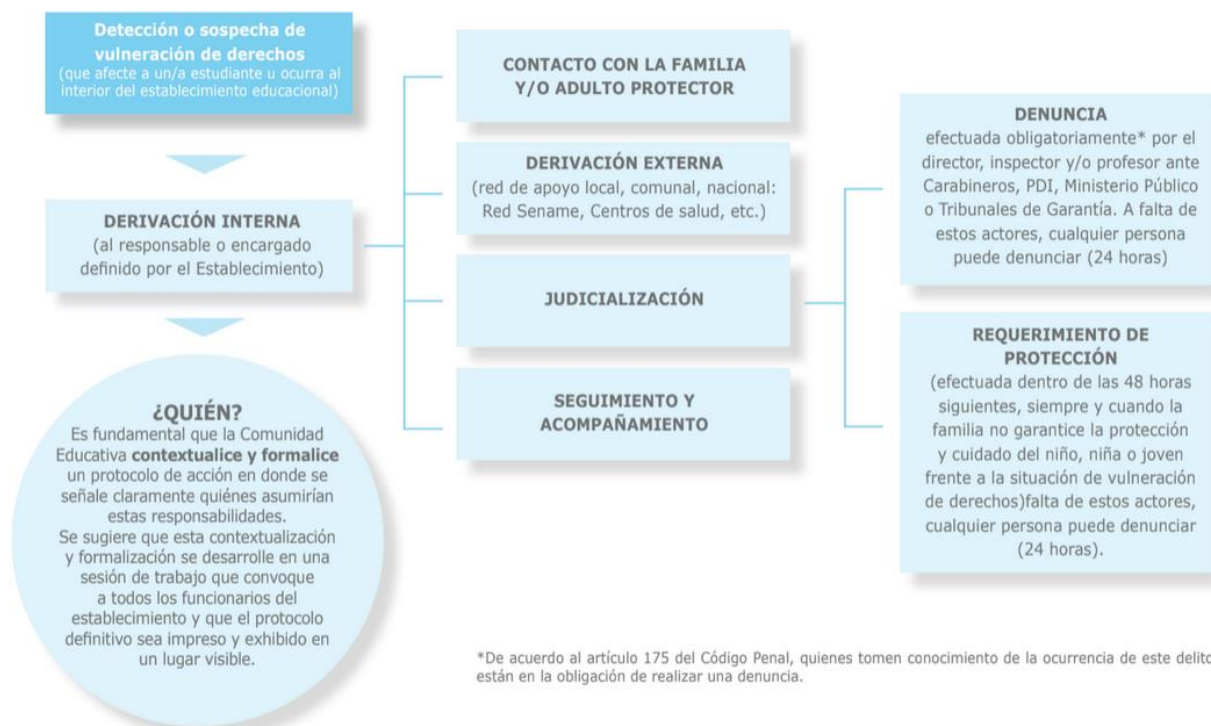 Detección o sospecha de
vulneración de derechos
(que afecte a un/a estudiante u ocurra al
interior del establecimiento educacional)
DERIVACIÓN INTERNA
(al responsable o encargado
definido por el Establecimiento)
¿QUIÉN?
Es fundamental que la Comunidad
Educativa contextualice y formalice
un protocolo de acción en donde se
señale claramente quiénes asumirían
estas responsabilidades.
Se sugiere que esta contextualización
y formalización se desarrolle en una
sesión de trabajo que convoque
a todos los funcionarios del
establecimiento y que el protocolo
definitivo sea impreso y exhibido en
un lugar visible.
CONTACTO CON LA FAMILIA
Y/O ADULTO PROTECTOR
DERIVACIÓN EXTERNA
(red de apoyo local, comunal, nacional:
Red Sename, Centros de salud, etc.)
JUDICIALIZACIÓN
SEGUIMIENTO Y
ACOMPAÑAMIENTO
DENUNCIA
efectuada obligatoriamente* por el
director, inspector y/o profesor ante
Carabineros, PDI, Ministerio Público
o Tribunales de Garantía. A falta de
estos actores, cualquier persona
puede denunciar (24 horas)
REQUERIMIENTO DE
PROTECCIÓN
(efectuada dentro de las 48 horas
siguientes, siempre y cuando la
familia no garantice la protección
y cuidado del niño, niña o joven
frente a la situación de vulneración
de derechos)falta de estos actores,
cualquier persona puede denunciar
(24 horas).
*De acuerdo al artículo 175 del Código Penal, quienes tomen conocimiento de la ocurrencia de este delito
están en la obligación de realizar una denuncia.